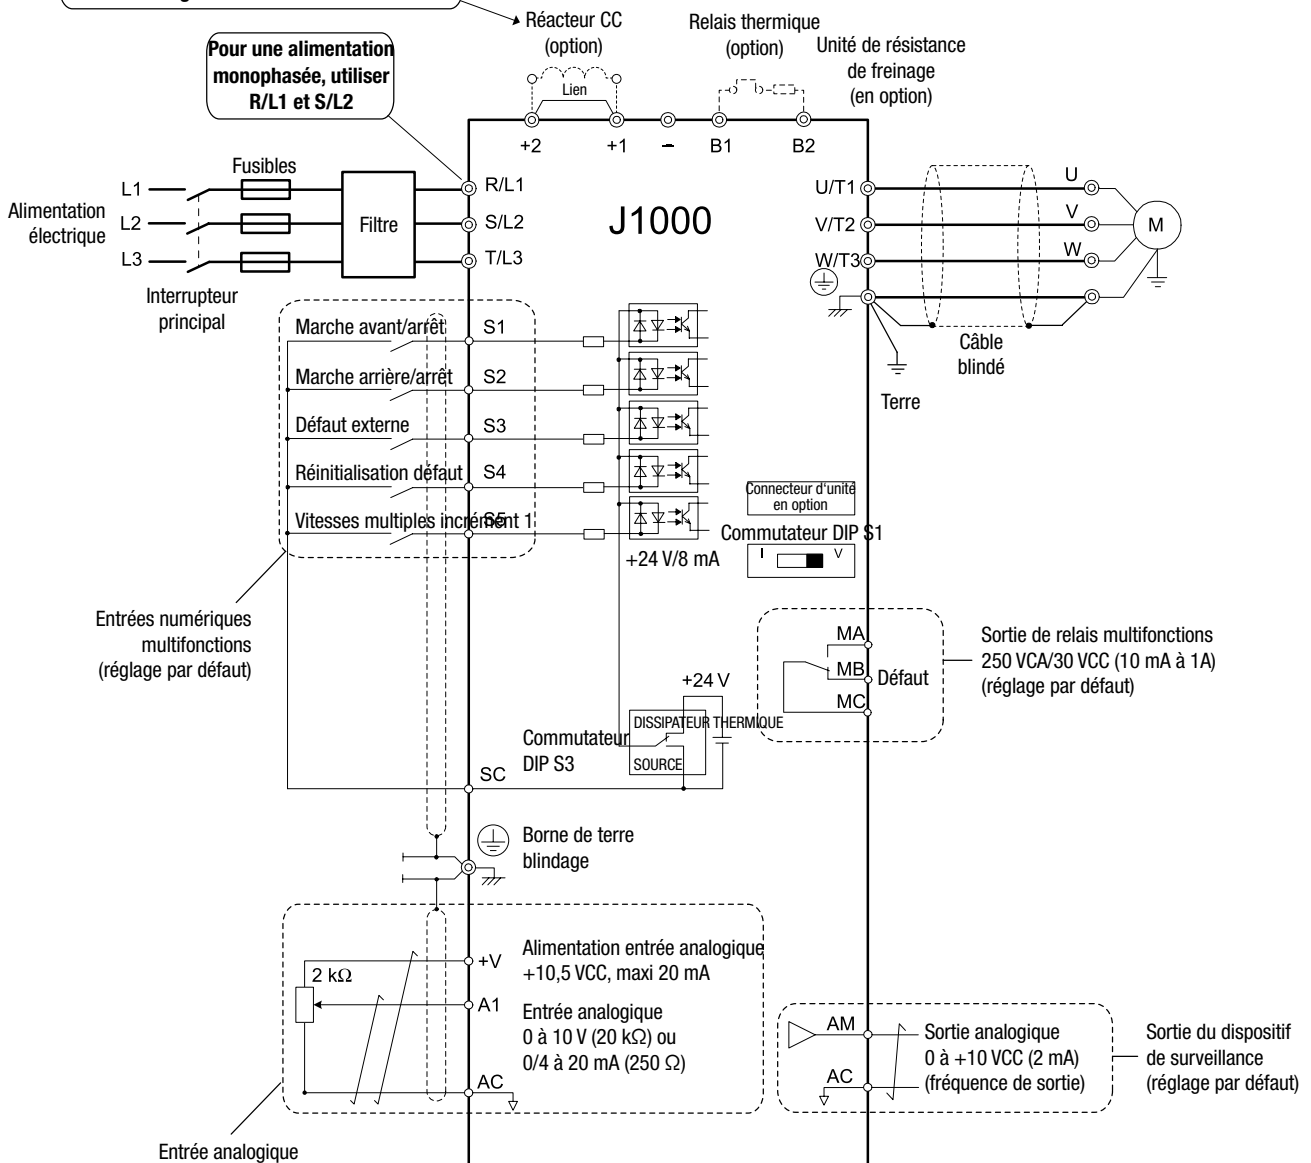 Réacteur CC
(option)
Relais thermique
(option)
Unité de résistance
de freinage
(en option)
Pour une alimentation
monophasée, utiliser
R/L1 et S/L2
Lien
+2
+1
–
B1
B2
Fusibles
Alimentation
électrique
L1
L2
L3
Filtre
R/L1
S/L2
T/L3
J1000
U/T1
V/T2
W/T3
U
V
W
M
Interrupteur
principal
Câble
blindé
Terre
Marche avant/arrêt
S1
Marche arrière/arrêt
S2
Défaut externe
S3
Réinitialisation défaut
S4
Vitesses multiples incrément 1
S5
+24 V/8 mA
Connecteur d'unité
en option
Commutateur DIP S1
I
V
Entrées numériques
multifonctions
(réglage par défaut)
MA
MB
MC
Défaut
Sortie de relais multifonctions
250 VCA/30 VCC (10 mA à 1A)
(réglage par défaut)
+24 V
DISSIPATEUR THERMIQUE
SOURCE
Commutateur
DIP S3
SC
Borne de terre
blindage
2 kΩ
+V
A1
AC
Alimentation entrée analogique
+10,5 VCC, maxi 20 mA
Entrée analogique
0 à 10 V (20 kΩ) ou
0/4 à 20 mA (250 Ω)
AM
AC
Sortie analogique
0 à +10 VCC (2 mA)
(fréquence de sortie)
Sortie du dispositif
de surveillance
(réglage par défaut)
Entrée analogique